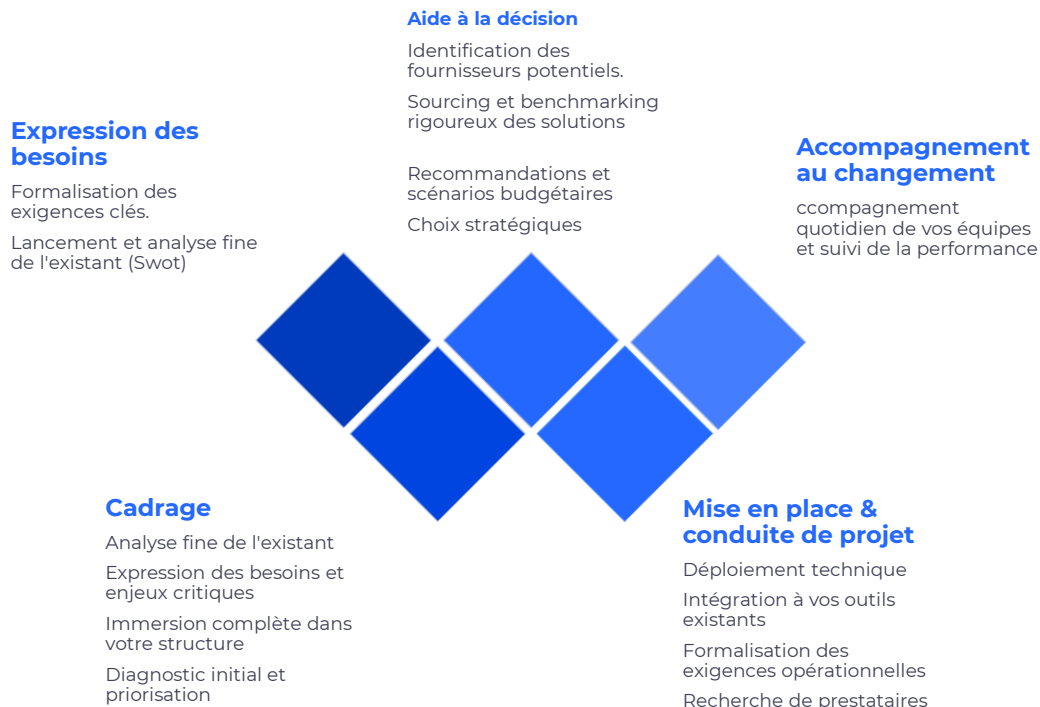 Aide à la décision
Identification des
fournisseurs potentiels.
Sourcing et benchmarking
rigoureux des solutions
Recommandations et
scénarios budgétaires
Choix stratégiques
Expression des
besoins
Formalisation des
exigences clés.
Lancement et analyse fine
de l'existant (Swot)
Accompagnement
au changement
ccompagnement
quotidien de vos équipes
et suivi de la performance
Cadrage
Analyse fine de l'existant
Expression des besoins et
enjeux critiques
Immersion complète dans
votre structure
Diagnostic initial et
priorisation
Mise en place &
conduite de projet
Déploiement technique
Intégration à vos outils
existants
Formalisation des
exigences opérationnelles
Recherche de prestataires